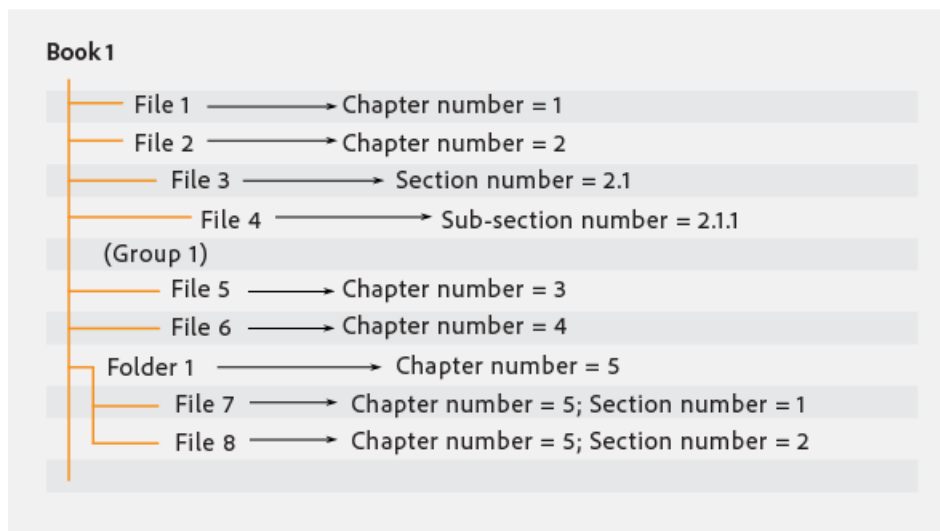 Book 1
File 1 Chapter number = 1
File 2 Chapter number = 2
File 3 Section number = 2.1
File 4 Sub-section number = 2.1.1
(Group 1)
File 5 Chapter number = 3
File 6 Chapter number = 4
Folder 1 Chapter number = 5
File 7 Chapter number = 5; Section number = 1
File 8 Chapter number = 5; Section number = 2